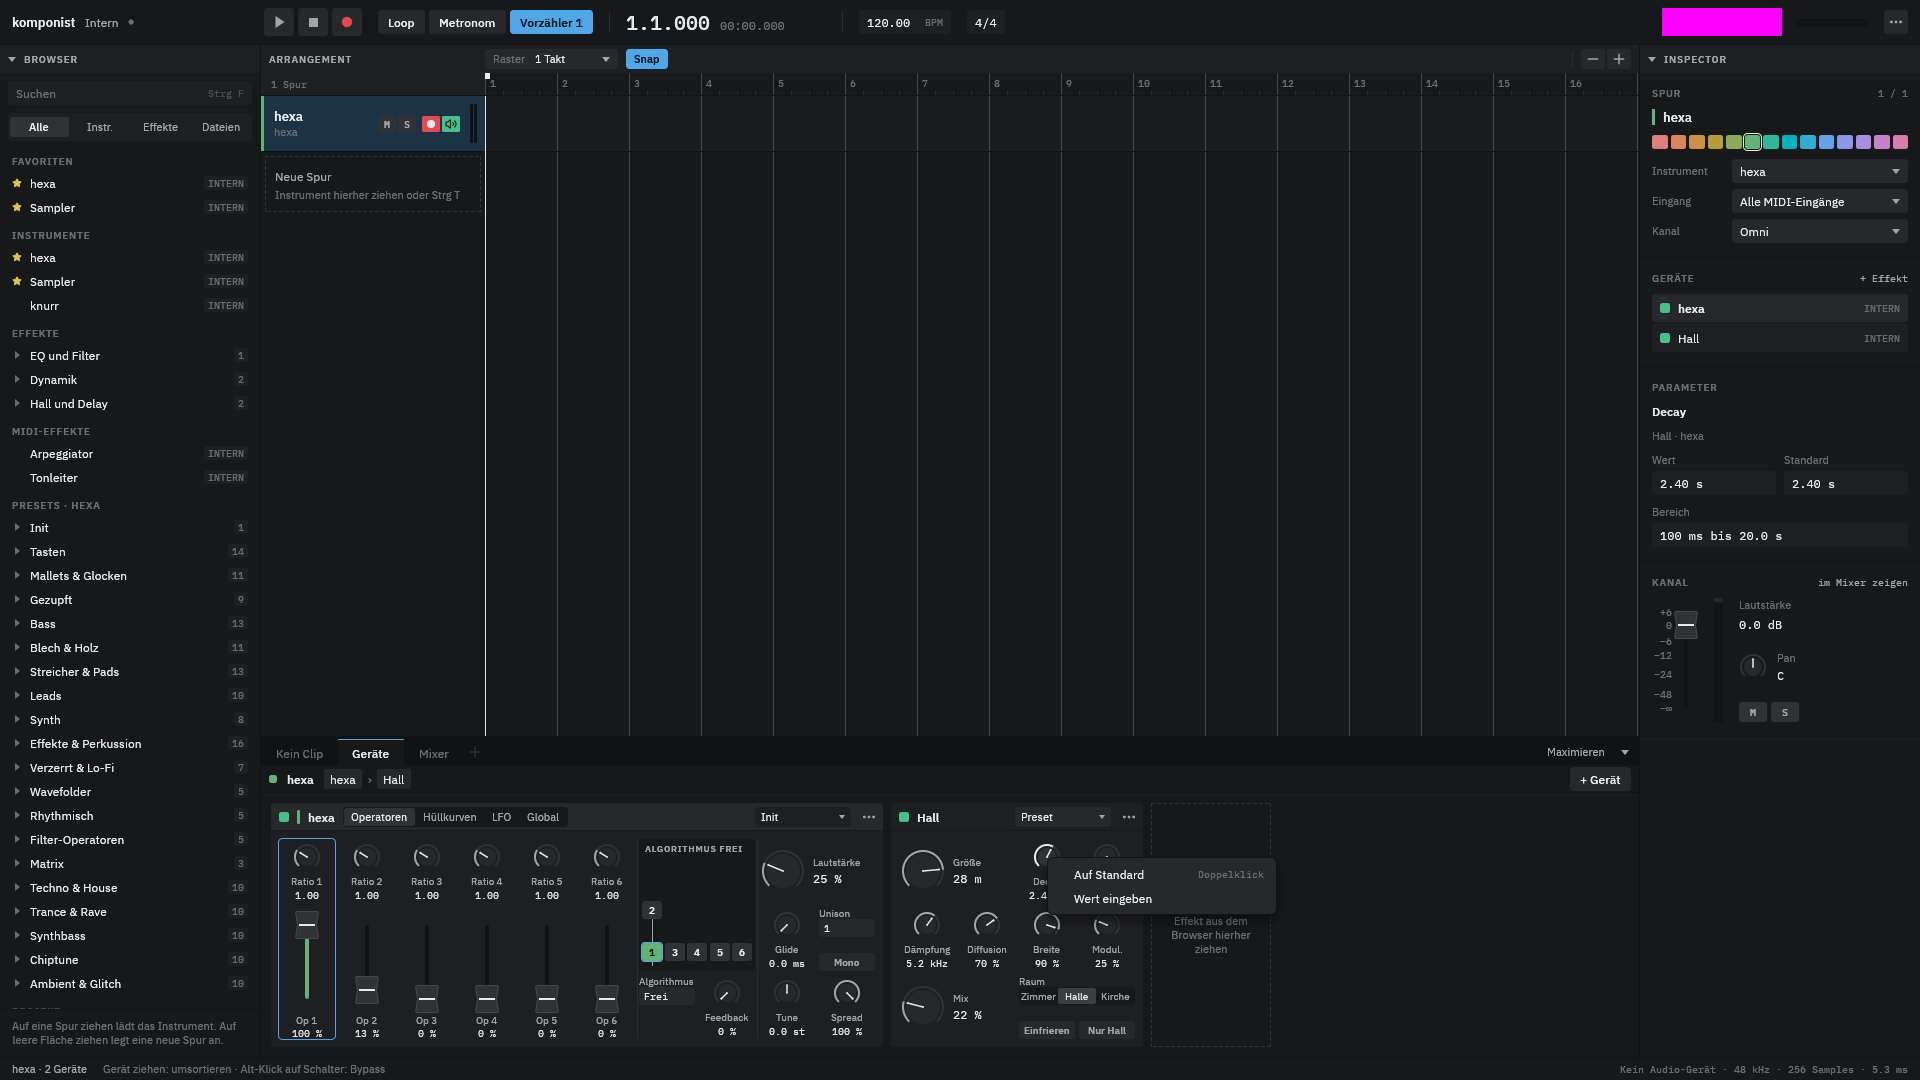 komponist Intern
Loop Metronom Vorzähler 1 1.1.000 00:00.000 120.00 BPM 4/4
BROWSER
Suchen Strg F
Alle Instr. Effekte Dateien
FAVORITEN
hexa INTERN
Sampler INTERN
INSTRUMENTE
hexa INTERN
Sampler INTERN
knurr INTERN
EFFEKTE
EQ und Filter 1
Dynamik 2
Hall und Delay 2
MIDI-EFFEKTE
Arpeggiator INTERN
Tonleiter INTERN
PRESETS · HEXA
Init 1
Tasten 14
Mallets & Glocken 11
Gezupft 9
Bass 13
Blech & Holz 11
Streicher & Pads 13
Leads 10
Synth 8
Effekte & Perkussion 16
Verzerrt & Lo-Fi 7
Wavefolder 5
Rhythmisch 5
Filter-Operatoren 5
Matrix 3
Techno & House 10
Trance & Rave 10
Synthbass 10
Chiptune 10
Ambient & Glitch 10
Auf eine Spur ziehen lädt das Instrument. Auf
leere Fläche ziehen legt eine neue Spur an.
ARRANGEMENT Raster 1 Takt Snap
1 Spur 1 2 3 4 5 6 7 8 9 10 11 12 13 14 15 16
hexa M S
hexa
Neue Spur
Instrument hierher ziehen oder Strg T
Kein Clip Geräte Mixer Maximieren
hexa hexa › Hall + Gerät
hexa Operatoren Hüllkurven LFO Global Init
Ratio 1 Ratio 2 Ratio 3 Ratio 4 Ratio 5 Ratio 6
1.00 1.00 1.00 1.00 1.00 1.00
Op 1 Op 2 Op 3 Op 4 Op 5 Op 6
100 % 13 % 0 % 0 % 0 % 0 %
ALGORITHMUS FREI
2
1 3 4 5 6
Algorithmus
Frei
Feedback
0 %
Lautstärke
25 %
Unison
1
Glide
0.0 ms
Mono
Tune Spread
0.0 st 100 %
Hall Preset
Größe
28 m
Auf Standard Doppelklick
Wert eingeben
Dämpfung Diffusion Breite Modul.
5.2 kHz 70 % 90 % 25 %
Mix
22 %
Raum
Zimmer Halle Kirche
Einfrieren Nur Hall
Effekt aus dem
Browser hierher
ziehen
INSPECTOR
SPUR 1 / 1
hexa
Instrument hexa
Eingang Alle MIDI-Eingänge
Kanal Omni
GERÄTE + Effekt
hexa INTERN
Hall INTERN
PARAMETER
Decay
Hall · hexa
Wert Standard
2.40 s 2.40 s
Bereich
100 ms bis 20.0 s
KANAL im Mixer zeigen
+6
0
−6
−12
−24
−48
−∞
Lautstärke
0.0 dB
Pan
C
M S
hexa · 2 Geräte Gerät ziehen: umsortieren · Alt-Klick auf Schalter: Bypass
Kein Audio-Gerät · 48 kHz · 256 Samples · 5.3 ms